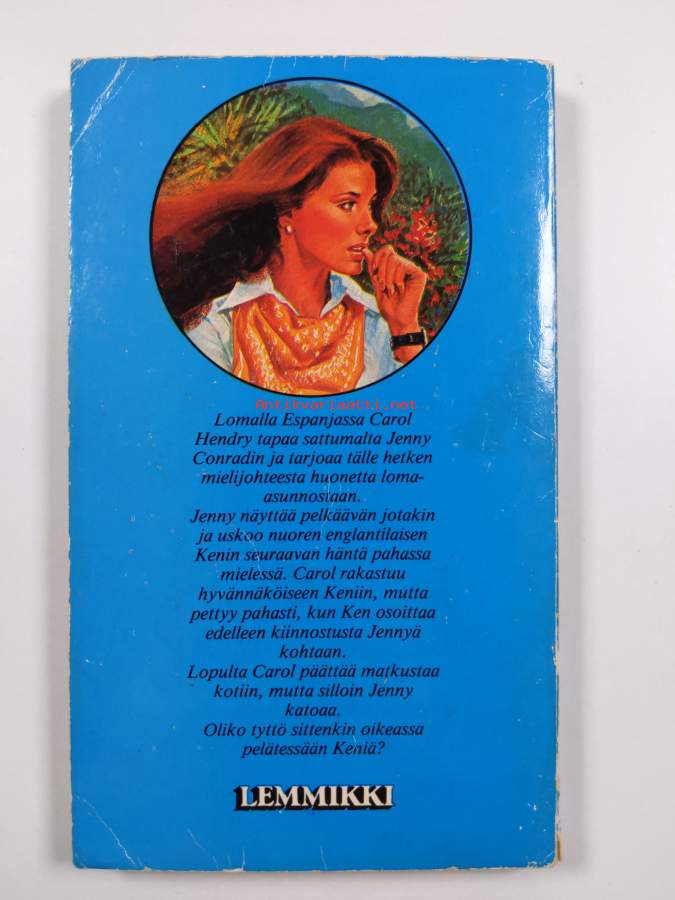 Antikvariaatti.net
Lomalla Espanjassa Carol
Hendry tapaa sattumalta Jenny
Conradin ja tarjoaa tälle hetken
mielijohteesta huonetta loma-
asunnostaan.
Jenny näyttää pelkäävän jotakin
ja uskoo nuoren englantilaisen
Kenin seuraavan häntä pahassa
mielessä. Carol rakastuu
hyvännäköiseen Keniin, mutta
pettyy pahasti, kun Ken osoittaa
edelleen kiinnostusta Jennyä
kohtaan.
Lopulta Carol päättää matkustaa
kotiin, mutta silloin Jenny
katoaa.
Oliko tyttö sittenkin oikeassa
pelätessään Keniä?
LEMMIKKI